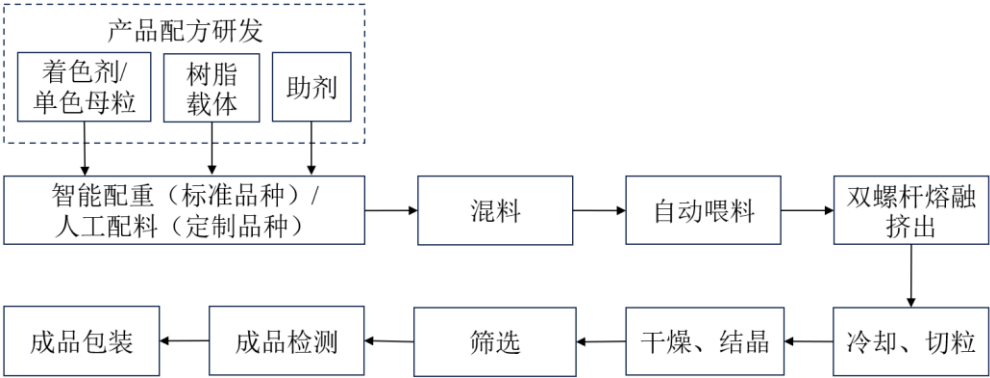 产品配方研发
着色剂/
单色母粒
树脂
载体
助剂
智能配重（标准品种）/
人工配料（定制品种）
混料
自动喂料
双螺杆熔融
挤出
冷却、切粒
干燥、结晶
筛选
成品检测
成品包装